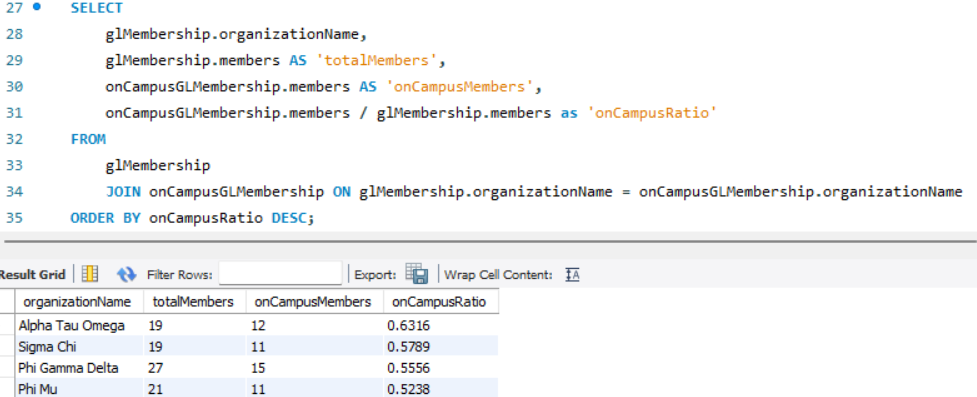 27 SELECT
28 glMembership.organizationName,
29 glMembership.members AS 'totalMembers',
30 onCampusGLMembership.members AS 'onCampusMembers',
31 onCampusGLMembership.members / glMembership.members as 'onCampusRatio'
32 FROM
33 glMembership
34 JOIN onCampusGLMembership ON glMembership.organizationName = onCampusGLMembership.organizationName
35 ORDER BY onCampusRatio DESC;
Result Grid Filter Rows: Export: Wrap Cell Content: IA
organizationName totalMembers onCampusMembers onCampusRatio
Alpha Tau Omega 19 12 0.6316
Sigma Chi 19 11 0.5789
Phi Gamma Delta 27 15 0.5556
Phi Mu 21 11 0.5238